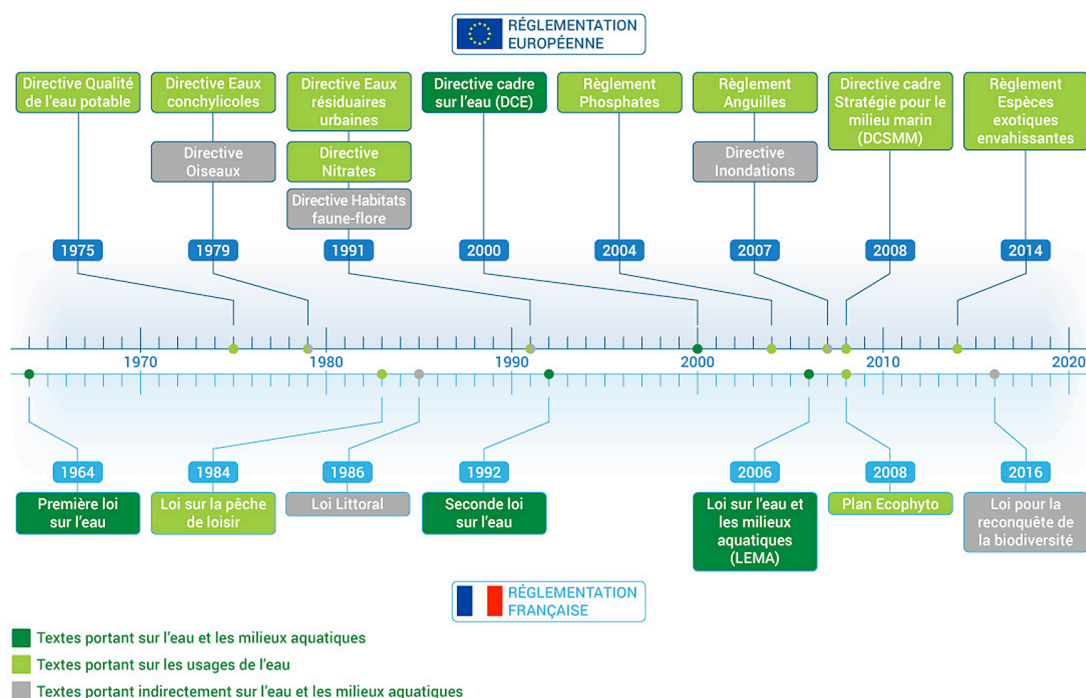 RÉGLEMENTATION
EUROPÉENNE
Directive Qualité
de l'eau potable
Directive Eaux
conchylicoles
Directive
Oiseaux
Directive Eaux
résiduaires
urbaines
Directive
Nitrates
Directive Habitats
faune-flore
Directive cadre
sur l'eau (DCE)
Règlement
Phosphates
Règlement
Anguilles
Directive
Inondations
Directive cadre
Stratégie pour le
milieu marin
(DCSMM)
Règlement
Espèces
exotiques
envahissantes
1975
1979
1991
2000
2004
2007
2008
2014
1970
1980
1990
2000
2010
2020
1964
1984
1986
1992
2006
2008
2016
Première loi
sur l'eau
Loi sur la pêche
de loisir
Loi Littoral
Seconde loi
sur l'eau
Loi sur l'eau et
les milieux
aquatiques
(LEMA)
Plan Ecophyto
Loi pour la
reconquête de
la biodiversité
RÉGLEMENTATION
FRANÇAISE
Textes portant sur l'eau et les milieux aquatiques
Textes portant sur les usages de l'eau
Textes portant indirectement sur l'eau et les milieux aquatiques